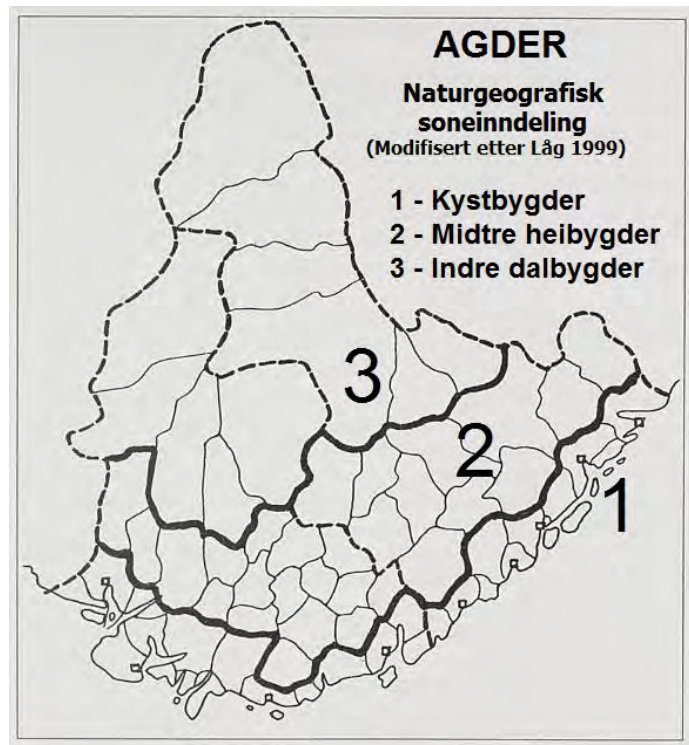 AGDER
Naturgeografisk
soneinndeling
(Modifisert etter Låg 1999)
1 - Kystbygder
2 - Midtre heibygder
3 - Indre dalbygder
3
2
1